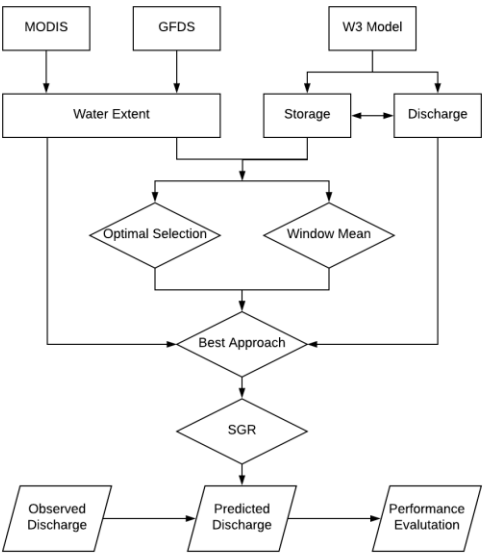 MODIS
GFDS
W3 Model
Water Extent
Storage
Discharge
Optimal Selection
Window Mean
Best Approach
SGR
Observed
Discharge
Predicted
Discharge
Performance
Evalutation